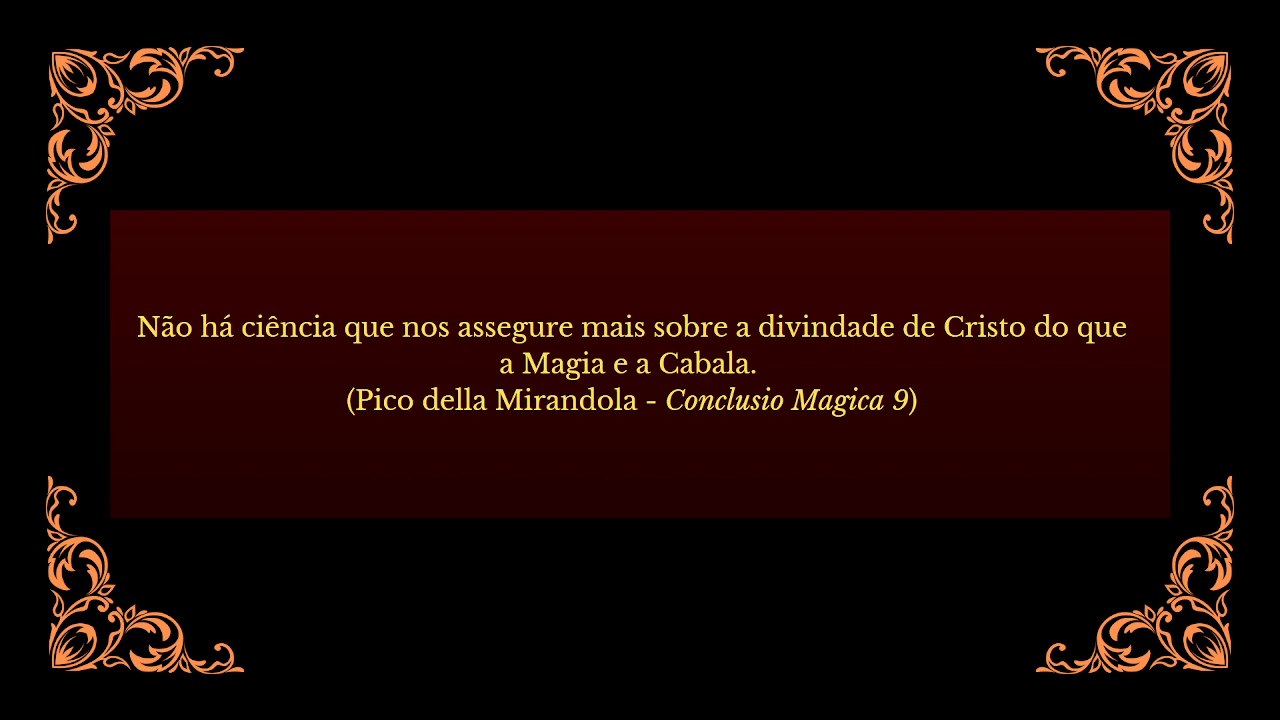 Não há ciência que nos assegure mais sobre a divindade de Cristo do que
a Magia e a Cabala.
(Pico della Mirandola - Conclusio Magica 9)